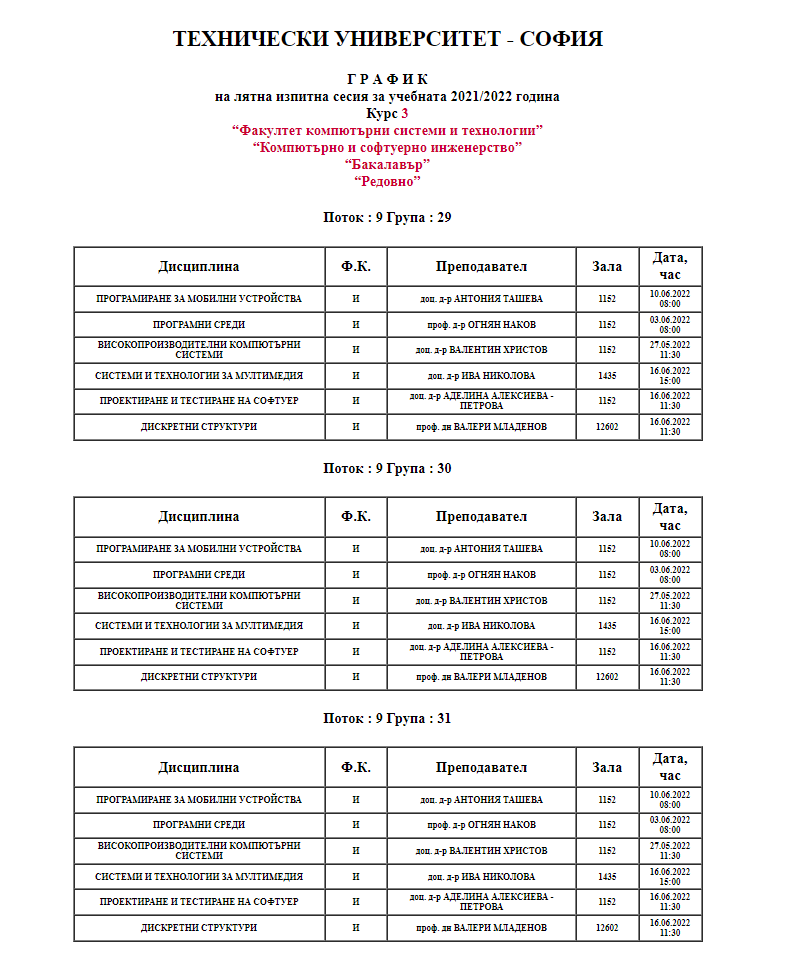 ТЕХНИЧЕСКИ УНИВЕРСИТЕТ - СОФИЯ
Г Р А Ф И К
на лятна изпитна сесия за учебната 2021/2022 година
Курс 3
“Факултет компютърни системи и технологии”
“Компютърно и софтуерно инженерство”
“Бакалавър”
“Редовно”
Поток : 9 Група : 29
Дисциплина Ф.К. Преподавател Зала Дата, час
ПРОГРАМИРАНЕ ЗА МОБИЛНИ УСТРОЙСТВА И доц. д-р АНТОНИЯ ТАШЕВА 1152 10.06.2022 08:00
ПРОГРАМНИ СРЕДИ И проф. д-р ОГНЯН НАКОВ 1152 03.06.2022 08:00
ВИСОКОПРОИЗВОДИТЕЛНИ КОМПЮТЪРНИ СИСТЕМИ И доц. д-р ВАЛЕНТИН ХРИСТОВ 1152 27.05.2022 11:30
СИСТЕМИ И ТЕХНОЛОГИИ ЗА МУЛТИМЕДИЯ И доц. д-р ИВА НИКОЛОВА 1435 16.06.2022 15:00
ПРОЕКТИРАНЕ И ТЕСТИРАНЕ НА СОФТУЕР И доц. д-р АДЕЛИНА АЛЕКСИЕВА - ПЕТРОВА 1152 16.06.2022 11:30
ДИСКРЕТНИ СТРУКТУРИ И проф. дн ВАЛЕРИ МЛАДЕНОВ 12602 16.06.2022 11:30
Поток : 9 Група : 30
Дисциплина Ф.К. Преподавател Зала Дата, час
ПРОГРАМИРАНЕ ЗА МОБИЛНИ УСТРОЙСТВА И доц. д-р АНТОНИЯ ТАШЕВА 1152 10.06.2022 08:00
ПРОГРАМНИ СРЕДИ И проф. д-р ОГНЯН НАКОВ 1152 03.06.2022 08:00
ВИСОКОПРОИЗВОДИТЕЛНИ КОМПЮТЪРНИ СИСТЕМИ И доц. д-р ВАЛЕНТИН ХРИСТОВ 1152 27.05.2022 11:30
СИСТЕМИ И ТЕХНОЛОГИИ ЗА МУЛТИМЕДИЯ И доц. д-р ИВА НИКОЛОВА 1435 16.06.2022 15:00
ПРОЕКТИРАНЕ И ТЕСТИРАНЕ НА СОФТУЕР И доц. д-р АДЕЛИНА АЛЕКСИЕВА - ПЕТРОВА 1152 16.06.2022 11:30
ДИСКРЕТНИ СТРУКТУРИ И проф. дн ВАЛЕРИ МЛАДЕНОВ 12602 16.06.2022 11:30
Поток : 9 Група : 31
Дисциплина Ф.К. Преподавател Зала Дата, час
ПРОГРАМИРАНЕ ЗА МОБИЛНИ УСТРОЙСТВА И доц. д-р АНТОНИЯ ТАШЕВА 1152 10.06.2022 08:00
ПРОГРАМНИ СРЕДИ И проф. д-р ОГНЯН НАКОВ 1152 03.06.2022 08:00
ВИСОКОПРОИЗВОДИТЕЛНИ КОМПЮТЪРНИ СИСТЕМИ И доц. д-р ВАЛЕНТИН ХРИСТОВ 1152 27.05.2022 11:30
СИСТЕМИ И ТЕХНОЛОГИИ ЗА МУЛТИМЕДИЯ И доц. д-р ИВА НИКОЛОВА 1435 16.06.2022 15:00
ПРОЕКТИРАНЕ И ТЕСТИРАНЕ НА СОФТУЕР И доц. д-р АДЕЛИНА АЛЕКСИЕВА - ПЕТРОВА 1152 16.06.2022 11:30
ДИСКРЕТНИ СТРУКТУРИ И проф. дн ВАЛЕРИ МЛАДЕНОВ 12602 16.06.2022 11:30